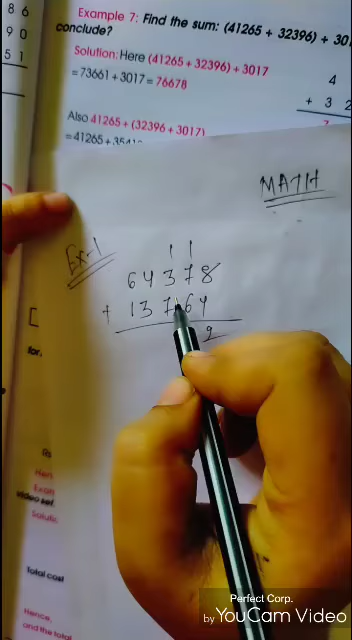 8 6
9 0
5 1
Example 7: Find the sum: (41265 + 32396) + 30
conclude?
Solution: Here (41265 + 32396) + 3017
= 73661 + 3017 = 76678
4
+ 3 2
Also 41265 + (32396 + 3017)
= 41265 +
MATH
Ex-1
1 1
6 4 3 7 8
+ 1 3 7 6 4
2
for.
Total cost
Hence,
and the total
Perfect Corp.
by YouCam Video